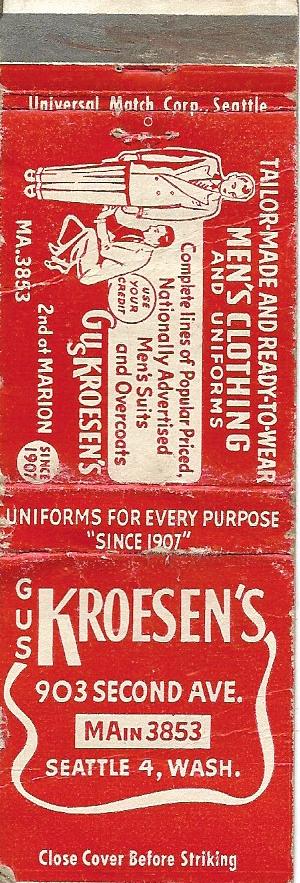 Universal Match Corp., Seattle
TAILOR-MADE AND READY-TO-WEAR
MEN'S CLOTHING
AND UNIFORMS
Complete lines of Popular Priced,
Nationally Advertised
Men's Suits
and Overcoats
USE
YOUR
CREDIT
GUS KROESEN'S
2nd at MARION
SINCE
1907
MA. 3853
UNIFORMS FOR EVERY PURPOSE
"SINCE 1907"
GUS
KROESEN'S
903 SECOND AVE.
MAIN 3853
SEATTLE 4, WASH.
Close Cover Before Striking